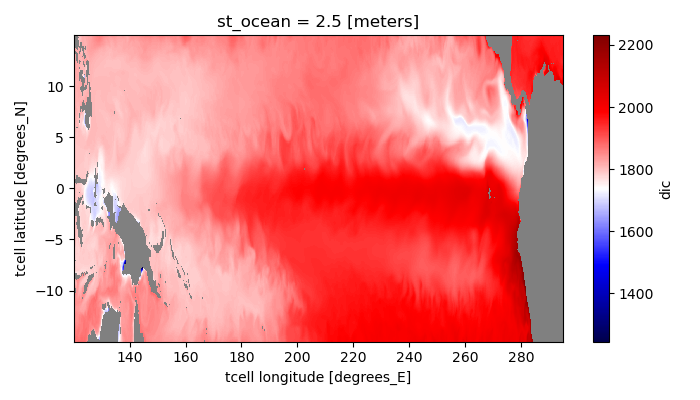 st_ocean = 2.5 [meters]
10
5
0
−5
−10
tcell latitude [degrees_N]
140 160 180 200 220 240 260 280
tcell longitude [degrees_E]
2200
2000
1800
1600
1400
dic